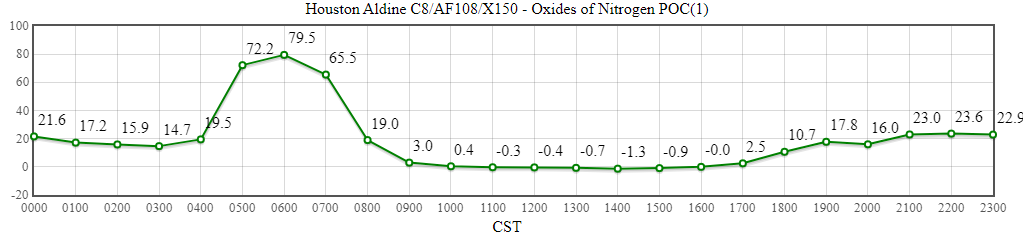 Houston Aldine C8/AF108/X150 - Oxides of Nitrogen POC(1)
100
80
60
40
20
0
-20
21.6 17.2 15.9 14.7 19.5 72.2 79.5 65.5 19.0 3.0 0.4 -0.3 -0.4 -0.7 -1.3 -0.9 -0.0 2.5 10.7 17.8 16.0 23.0 23.6 22.9
0000 0100 0200 0300 0400 0500 0600 0700 0800 0900 1000 1100 1200 1300 1400 1500 1600 1700 1800 1900 2000 2100 2200 2300
CST